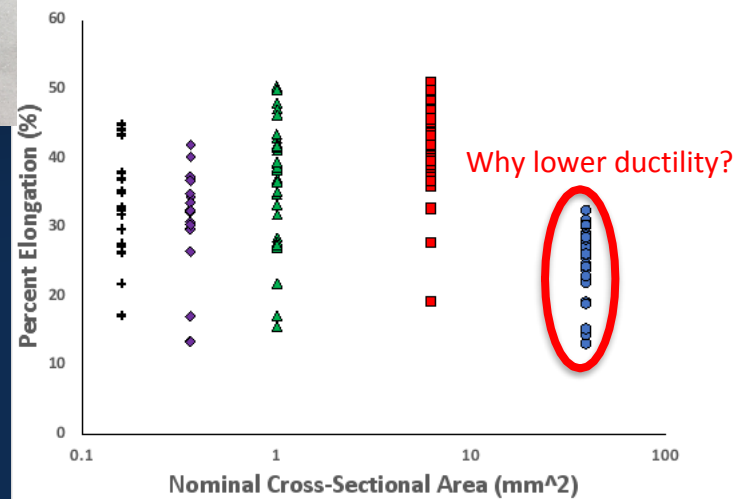 60
50
40
30
20
10
0
Percent Elongation (%)
Why lower ductility?
0.1 1 10 100
Nominal Cross-Sectional Area (mm^2)